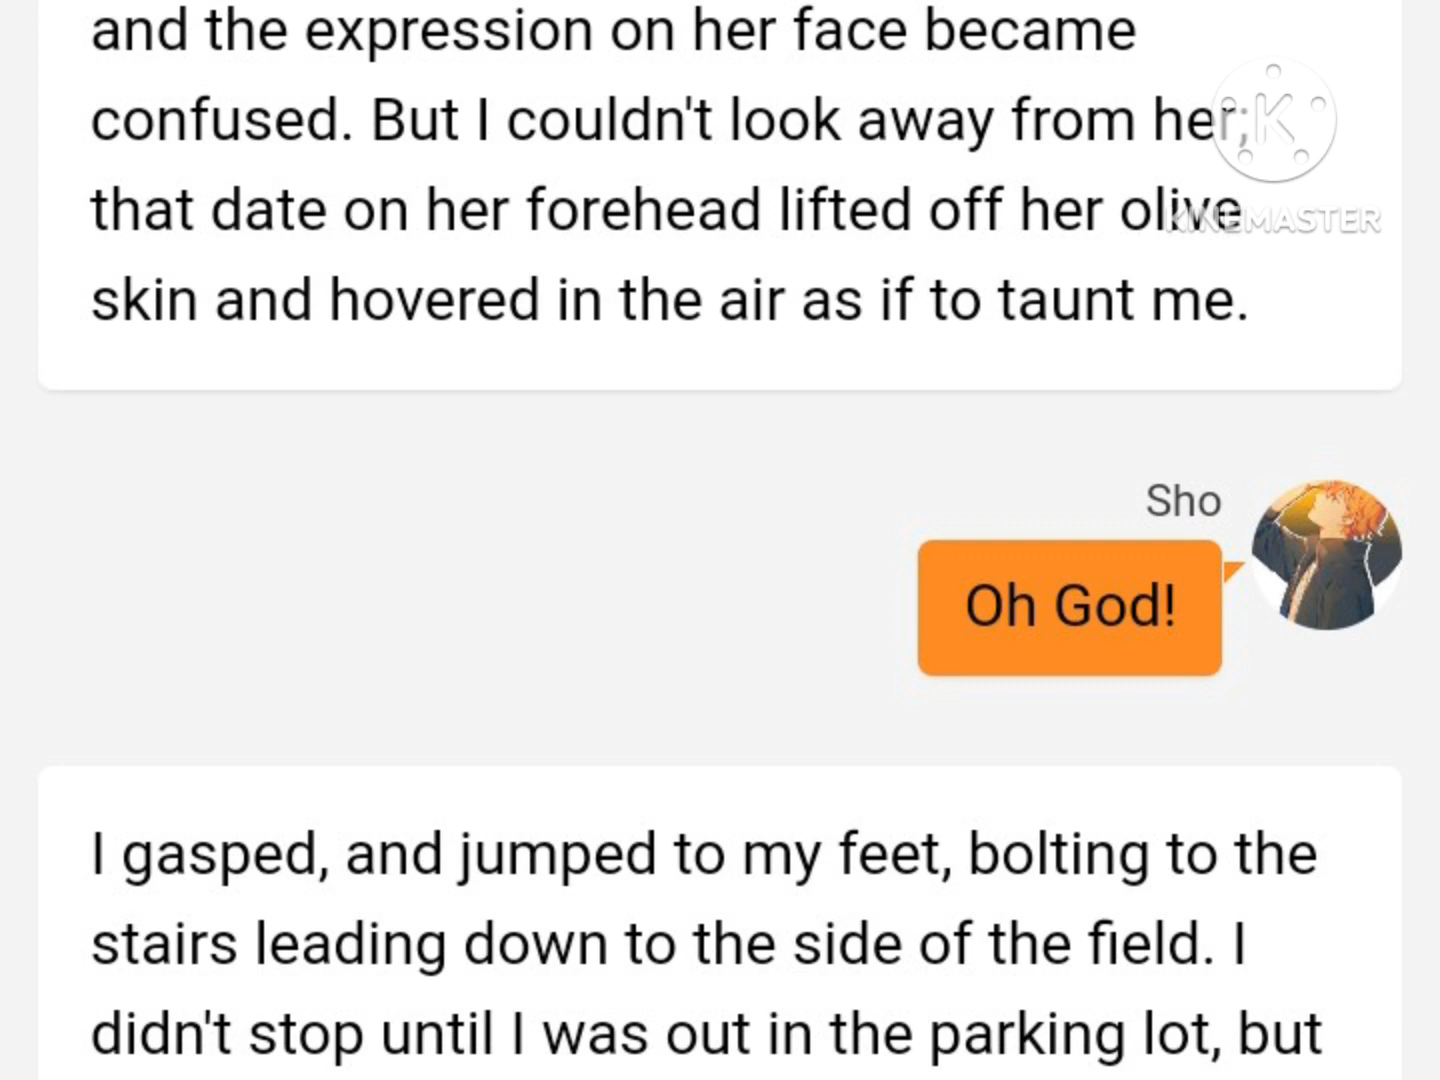 and the expression on her face became
confused. But I couldn't look away from her;
that date on her forehead lifted off her olive
skin and hovered in the air as if to taunt me.
K
KINEMASTER
Sho
Oh God!
I gasped, and jumped to my feet, bolting to the
stairs leading down to the side of the field. I
didn't stop until I was out in the parking lot, but